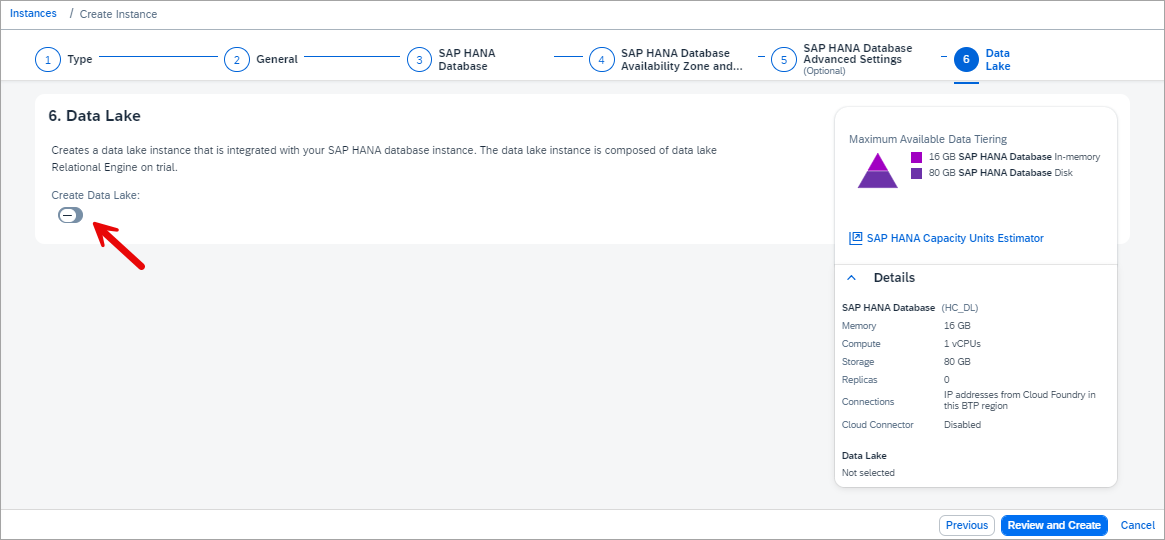 Instances / Create Instance
1 Type
2 General
3 SAP HANA
Database
4 SAP HANA Database
Availability Zone and...
5 SAP HANA Database
Advanced Settings
(Optional)
6 Data
Lake
6. Data Lake
Creates a data lake instance that is integrated with your SAP HANA database instance. The data lake instance is composed of data lake
Relational Engine on trial.
Create Data Lake:
Maximum Available Data Tiering
16 GB SAP HANA Database In-memory
80 GB SAP HANA Database Disk
SAP HANA Capacity Units Estimator
Details
SAP HANA Database (HC_DL)
Memory 16 GB
Compute 1 vCPUs
Storage 80 GB
Replicas 0
Connections IP addresses from Cloud Foundry in
this BTP region
Cloud Connector Disabled
Data Lake
Not selected
Previous Review and Create Cancel